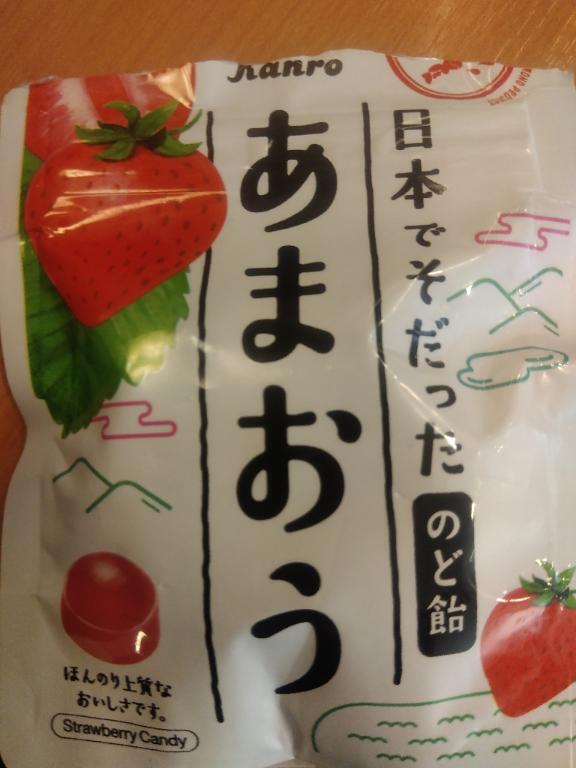 Kanro
日本でそだった
のど飴
あまおう
ほんのり上質な
おいしさです。
Strawberry Candy